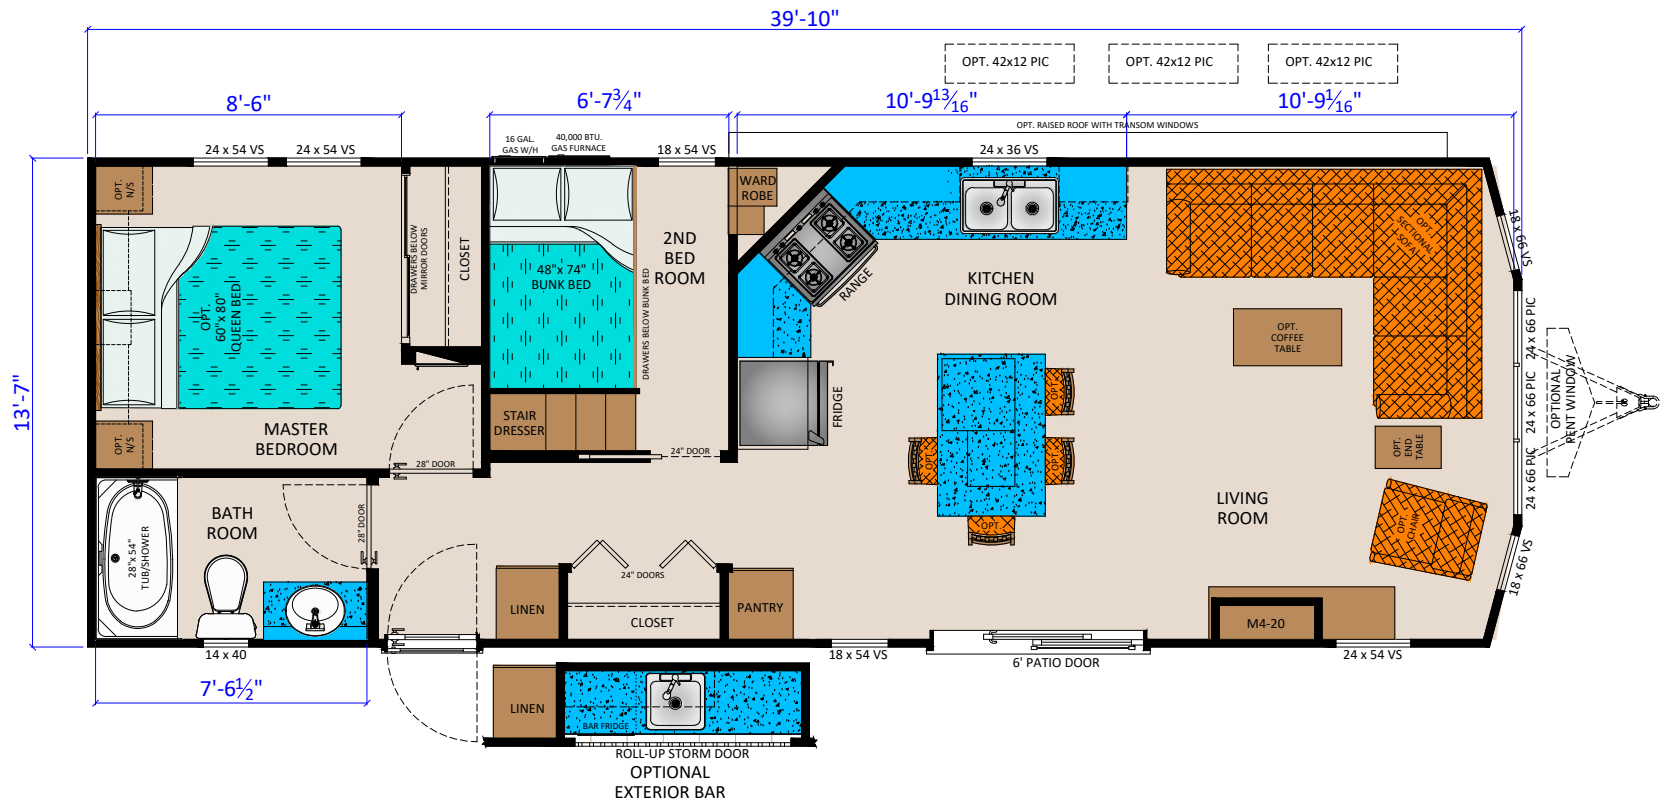 39'-10"
OPT. 42x12 PIC
OPT. 42x12 PIC
OPT. 42x12 PIC
8'-6"
6'-7¾"
10'-9 13/16"
10'-9 1/16"
OPT. RAISED ROOF WITH TRANSOM WINDOWS
16 GAL.
GAS W/H
40,000 BTU.
GAS FURNACE
24 x 54 VS
24 x 54 VS
18 x 54 VS
24 x 36 VS
OPT.
N/S
WARD
ROBE
DRAWERS BELOW
MIRROR DOORS
CLOSET
2ND
BED
ROOM
48"x 74"
BUNK BED
DRAWERS BELOW BUNK BED
OPT.
60"x 80"
QUEEN BED
RANGE
KITCHEN
DINING ROOM
OPT.
SECTIONAL
SOFA
18 x 66 VS
OPT.
COFFEE
TABLE
24 x 66 PIC
24 x 66 PIC
24 x 66 PIC
OPTIONAL
PENT WINDOW
13'-7"
FRIDGE
OPT.
OPT.
OPT.
OPT.
STAIR
DRESSER
MASTER
BEDROOM
OPT.
N/S
28" DOOR
24" DOOR
OPT.
END
TABLE
LIVING
ROOM
OPT.
CHAIR
BATH
ROOM
28" DOOR
28"x 54"
TUB/SHOWER
18 x 66 VS
24" DOORS
LINEN
CLOSET
PANTRY
M4-20
14 x 40
18 x 54 VS
6' PATIO DOOR
24 x 54 VS
7'-6½"
LINEN
BAR FRIDGE
ROLL-UP STORM DOOR
OPTIONAL
EXTERIOR BAR